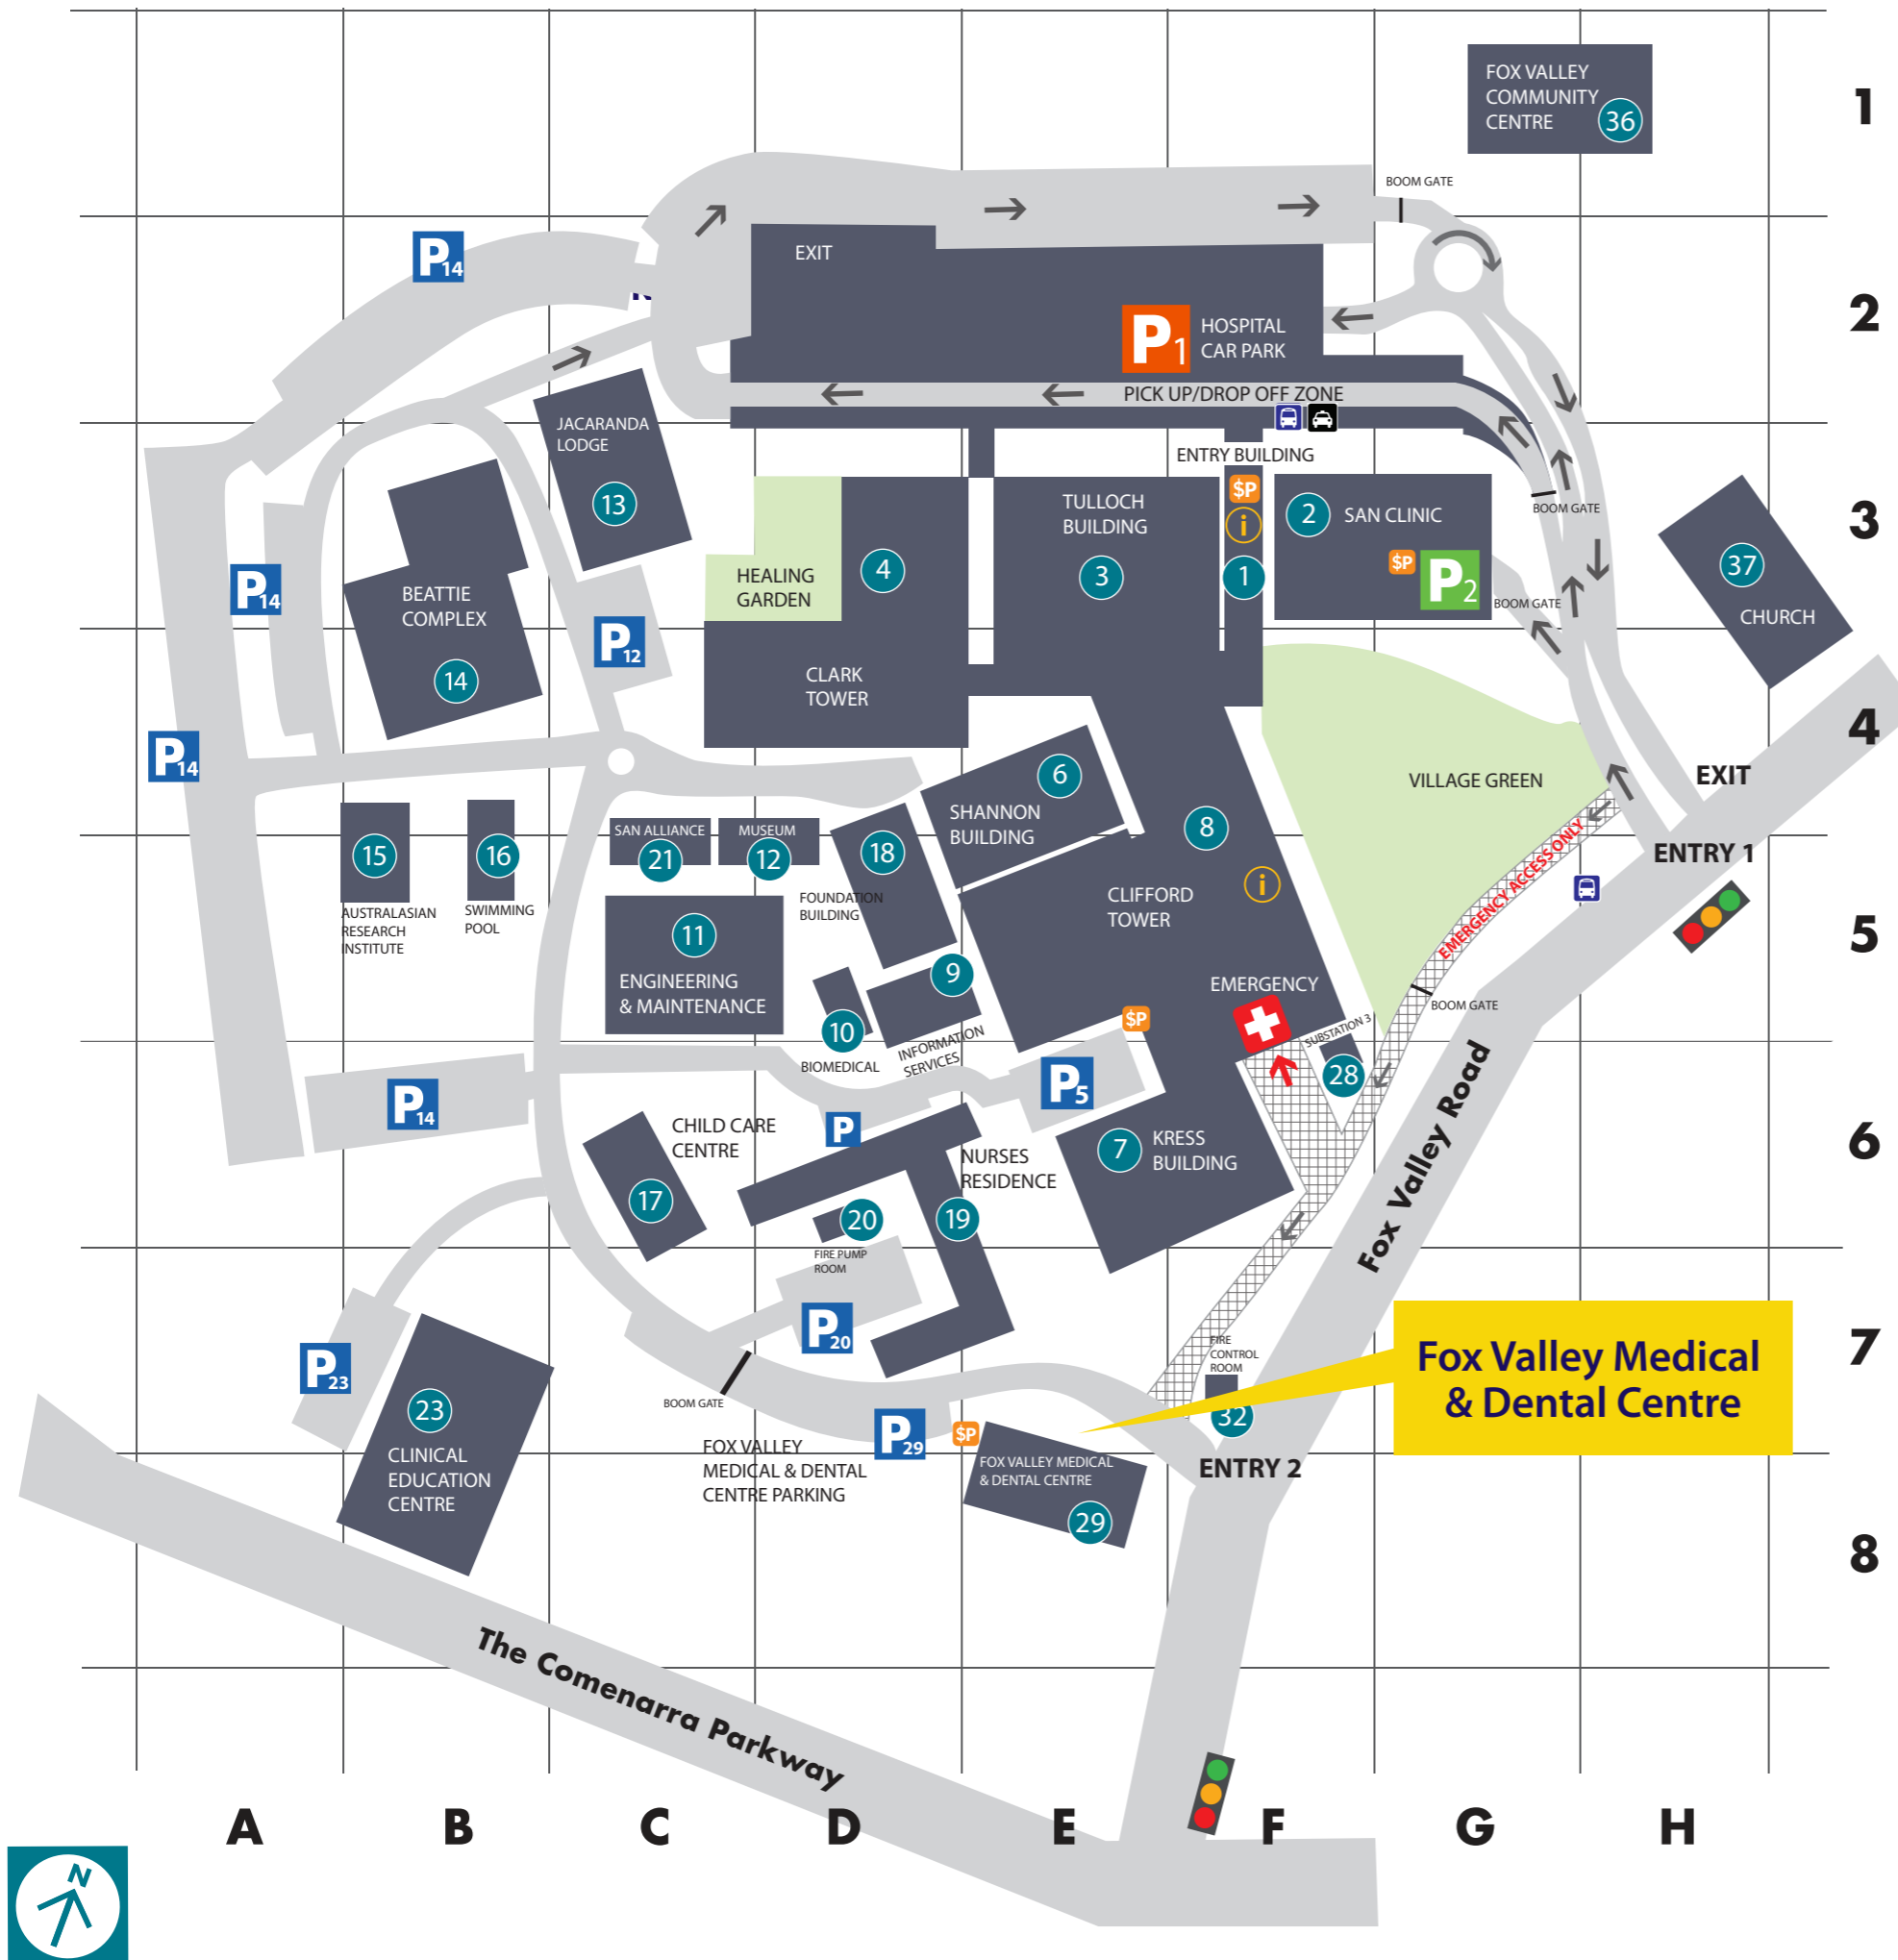 FOX VALLEY
COMMUNITY
CENTRE
36
1
BOOM GATE
P14
EXIT
2
P1
HOSPITAL
CAR PARK
PICK UP/DROP OFF ZONE
JACARANDA
LODGE
13
ENTRY BUILDING
$P
i
1
TULLOCH
BUILDING
3
2
SAN CLINIC
$P
P2
BOOM GATE
BOOM GATE
3
37
CHURCH
HEALING
GARDEN
4
P14
BEATTIE
COMPLEX
14
P12
CLARK
TOWER
P14
4
VILLAGE GREEN
EXIT
6
SHANNON
BUILDING
8
15
AUSTRALASIAN
RESEARCH
INSTITUTE
16
SWIMMING
POOL
SAN ALLIANCE
21
MUSEUM
12
18
FOUNDATION
BUILDING
CLIFFORD
TOWER
i
ENTRY 1
EMERGENCY ACCESS ONLY
5
11
ENGINEERING
& MAINTENANCE
9
INFORMATION
SERVICES
10
BIOMEDICAL
EMERGENCY
$P
SUBSTATION 3
28
BOOM GATE
P5
P14
6
Fox Valley Road
CHILD CARE
CENTRE
17
P
NURSES
RESIDENCE
19
20
FIRE PUMP
ROOM
7
KRESS
BUILDING
P20
P23
7
FIRE
CONTROL
ROOM
32
Fox Valley Medical
& Dental Centre
23
CLINICAL
EDUCATION
CENTRE
BOOM GATE
P29
$P
FOX VALLEY
MEDICAL & DENTAL
CENTRE PARKING
FOX VALLEY MEDICAL
& DENTAL CENTRE
29
ENTRY 2
8
The Comenarra Parkway
A
B
C
D
E
F
G
H
N